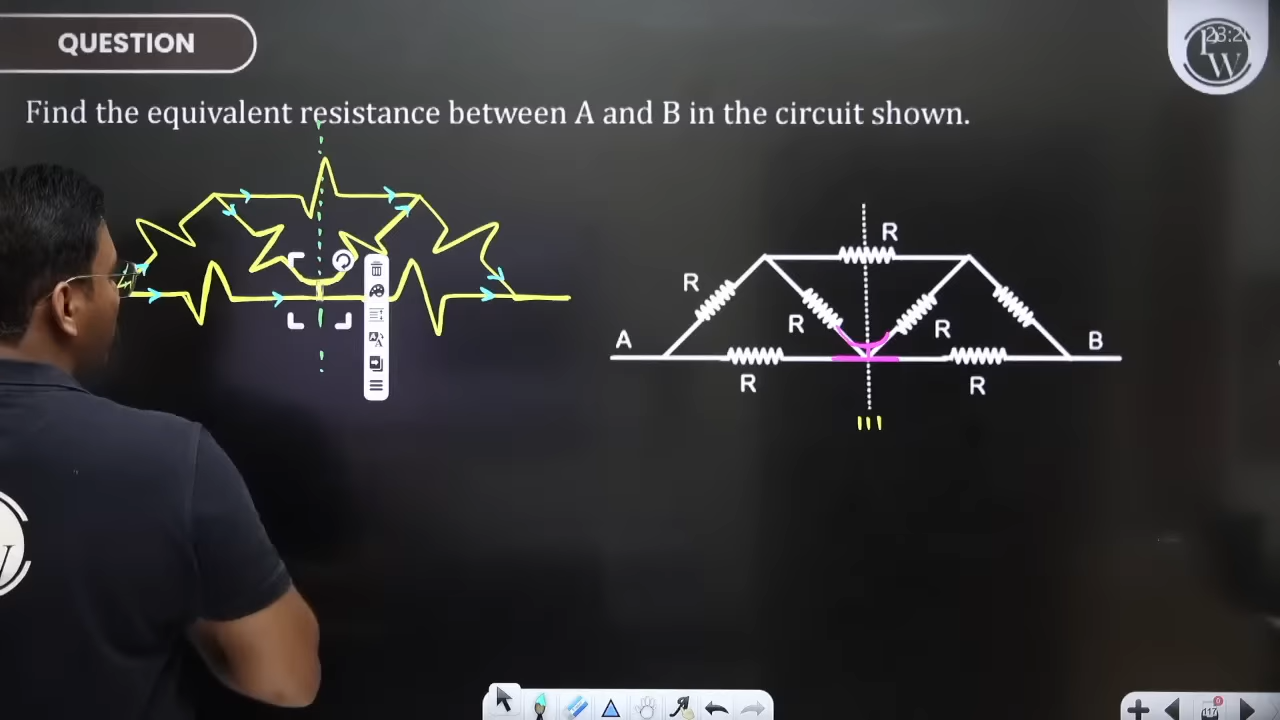 QUESTION
Find the equivalent resistance between A and B in the circuit shown.
R
R
R
R
A
B
R
R
W